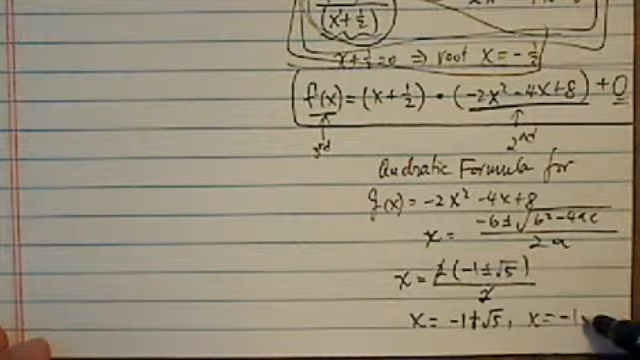 (x+½)
x+½=0 ⇒ root x = -½
f(x) = (x+½) · (-2x²-4x+8) + 0
3rd 2nd
Quadratic Formula for
g(x) = -2x² -4x+8
x = (-b±√(b²-4ac))/2a
x = 2(-1±√5)/2
x = -1+√5, x = -1